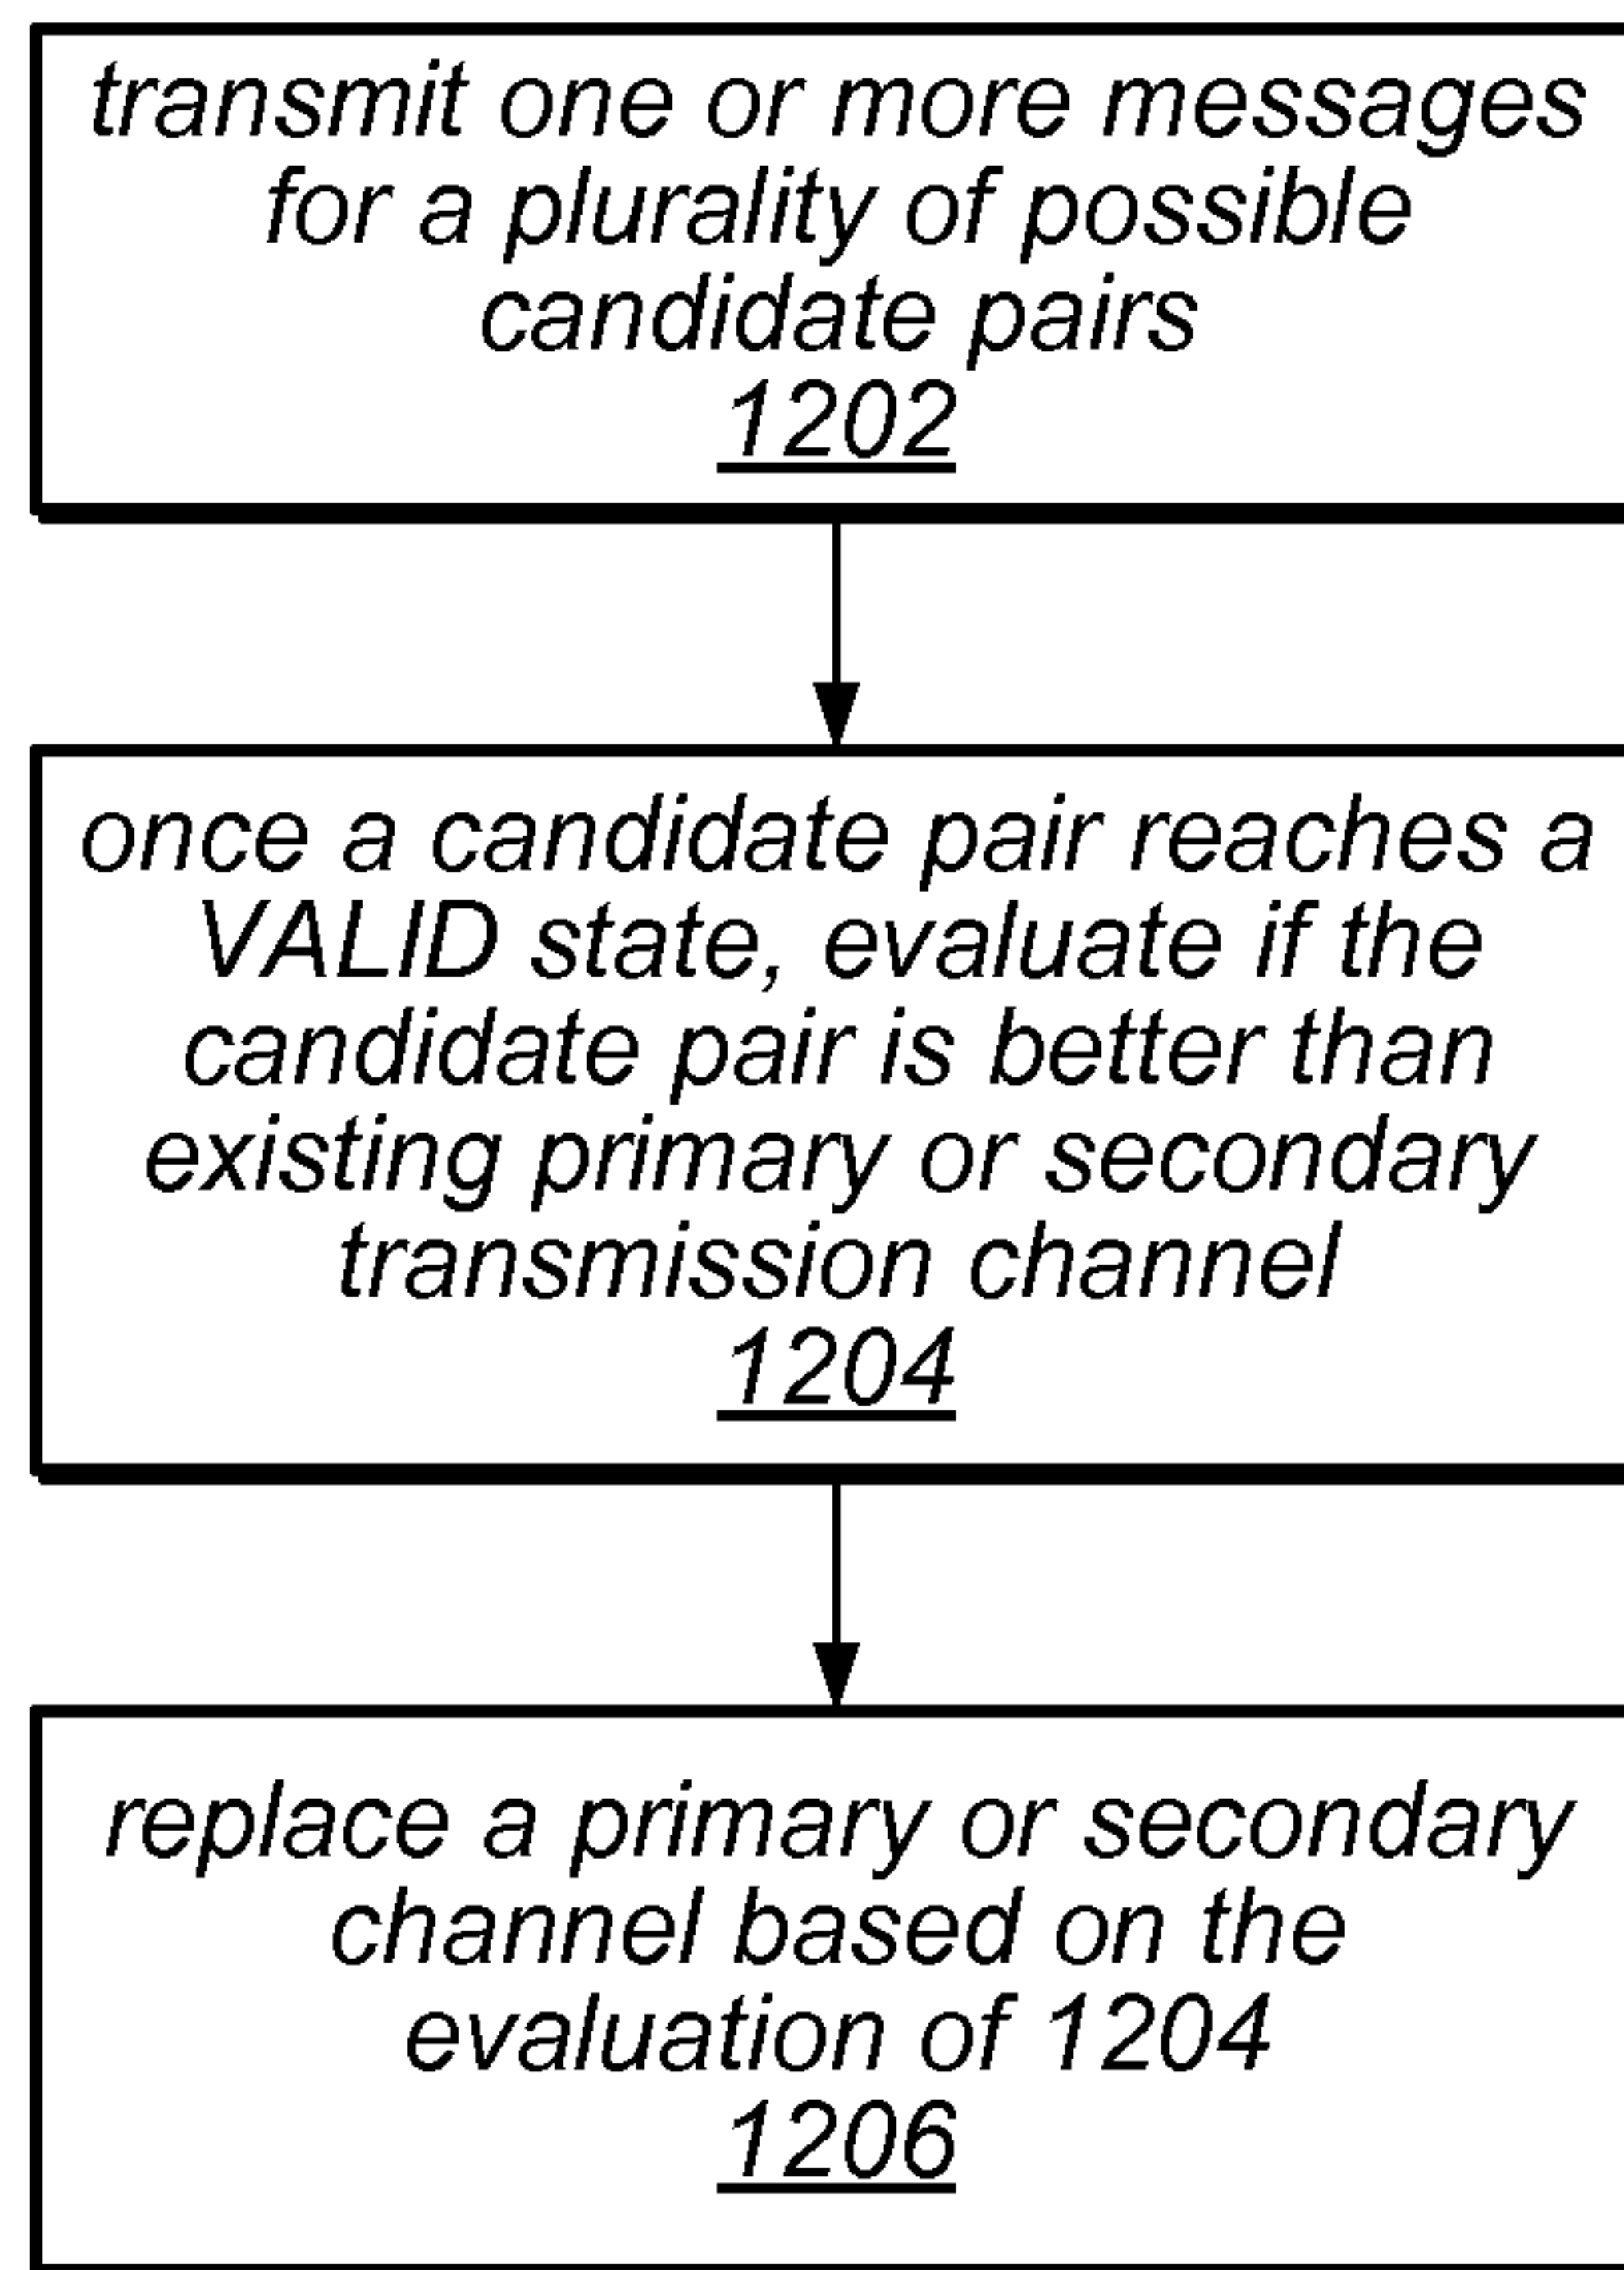 transmit one or more messages
for a plurality of possible
candidate pairs
1202
once a candidate pair reaches a
VALID state, evaluate if the
candidate pair is better than
existing primary or secondary
transmission channel
1204
replace a primary or secondary
channel based on the
evaluation of 1204
1206